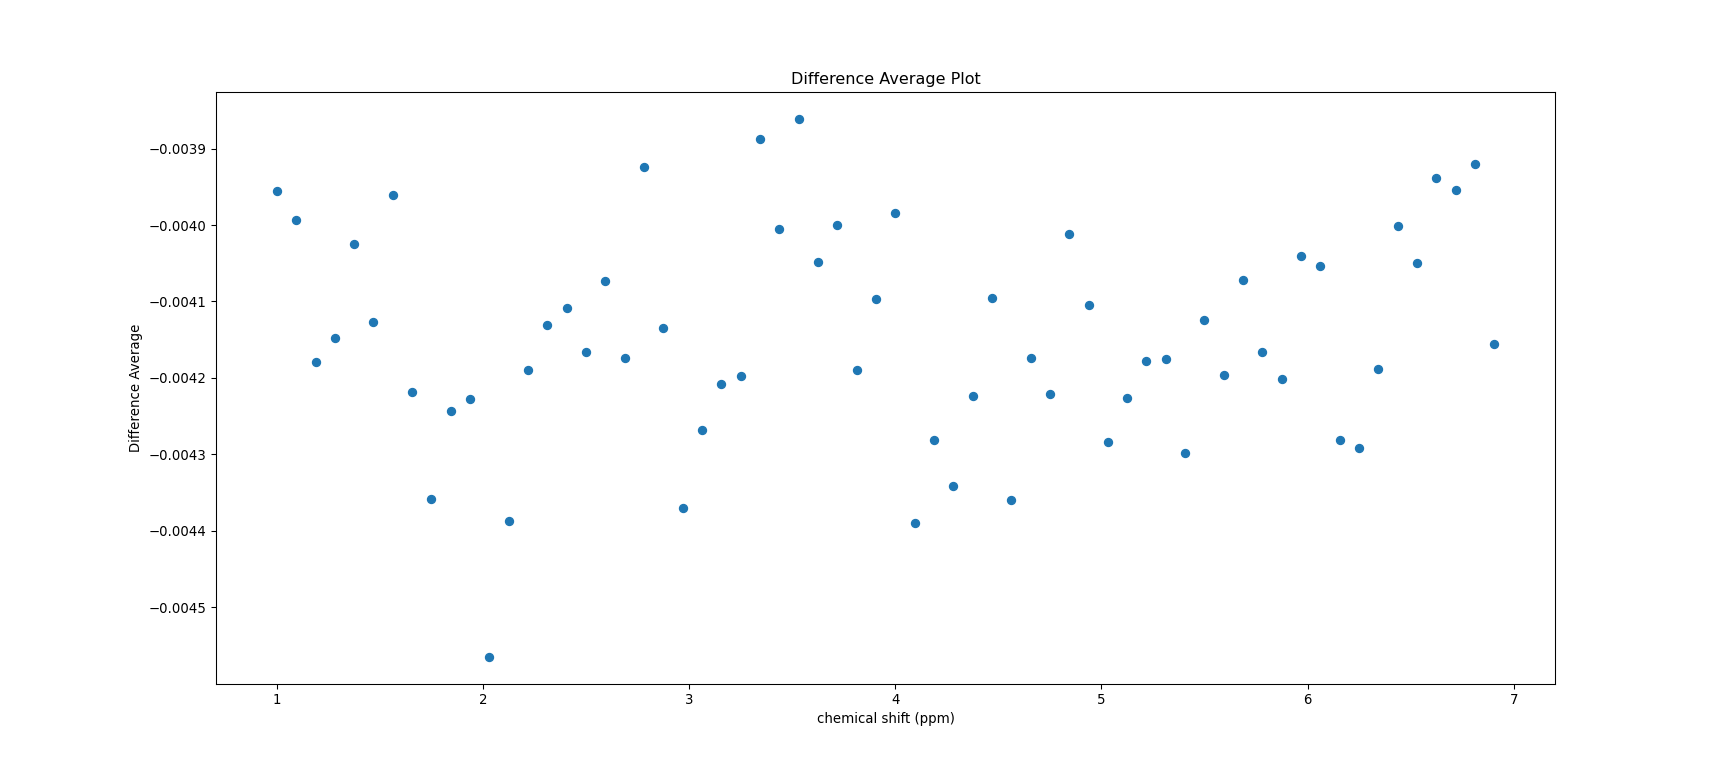 Difference Average Plot
Difference Average
−0.0039
−0.0040
−0.0041
−0.0042
−0.0043
−0.0044
−0.0045
1 2 3 4 5 6 7
chemical shift (ppm)